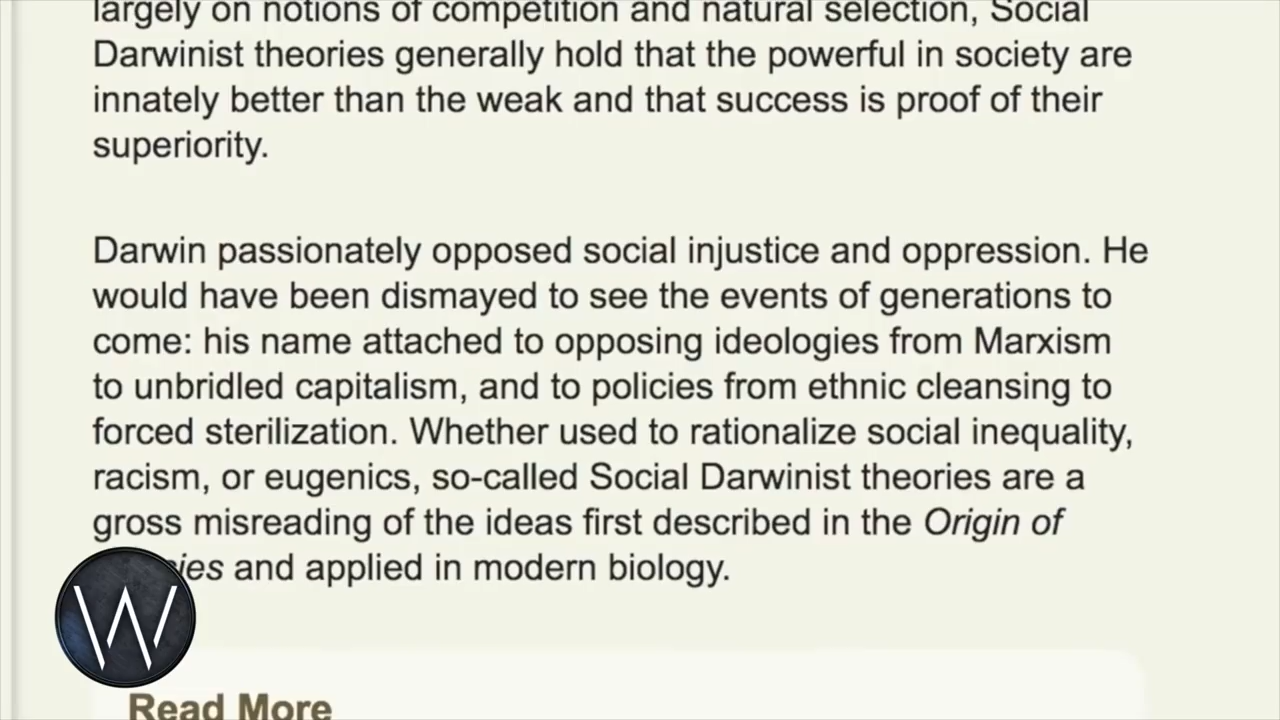 largely on notions of competition and natural selection, Social
Darwinist theories generally hold that the powerful in society are
innately better than the weak and that success is proof of their
superiority.
Darwin passionately opposed social injustice and oppression. He
would have been dismayed to see the events of generations to
come: his name attached to opposing ideologies from Marxism
to unbridled capitalism, and to policies from ethnic cleansing to
forced sterilization. Whether used to rationalize social inequality,
racism, or eugenics, so-called Social Darwinist theories are a
gross misreading of the ideas first described in the Origin of
and applied in modern biology.
W
Read More